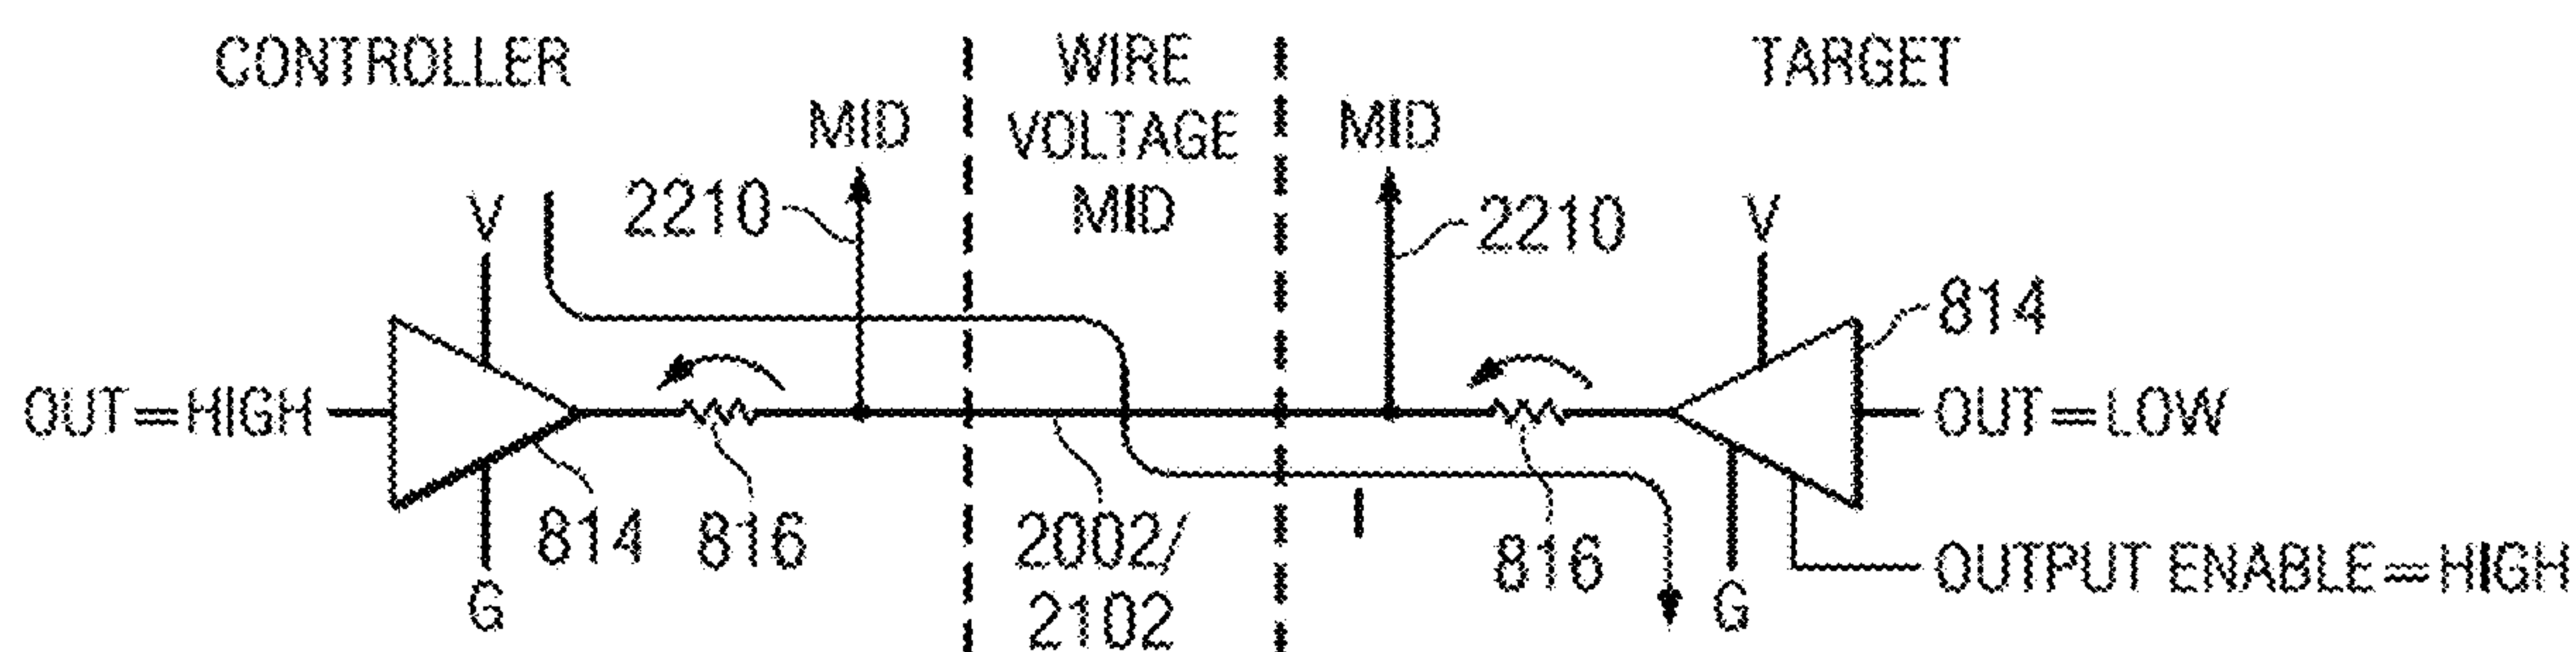 CONTROLLER
WIRE
VOLTAGE
MID
TARGET
MID
MID
V
2210
2210
V
814
OUT=HIGH
OUT=LOW
814
816
2002/
2102
816
G
G
OUTPUT ENABLE=HIGH
I